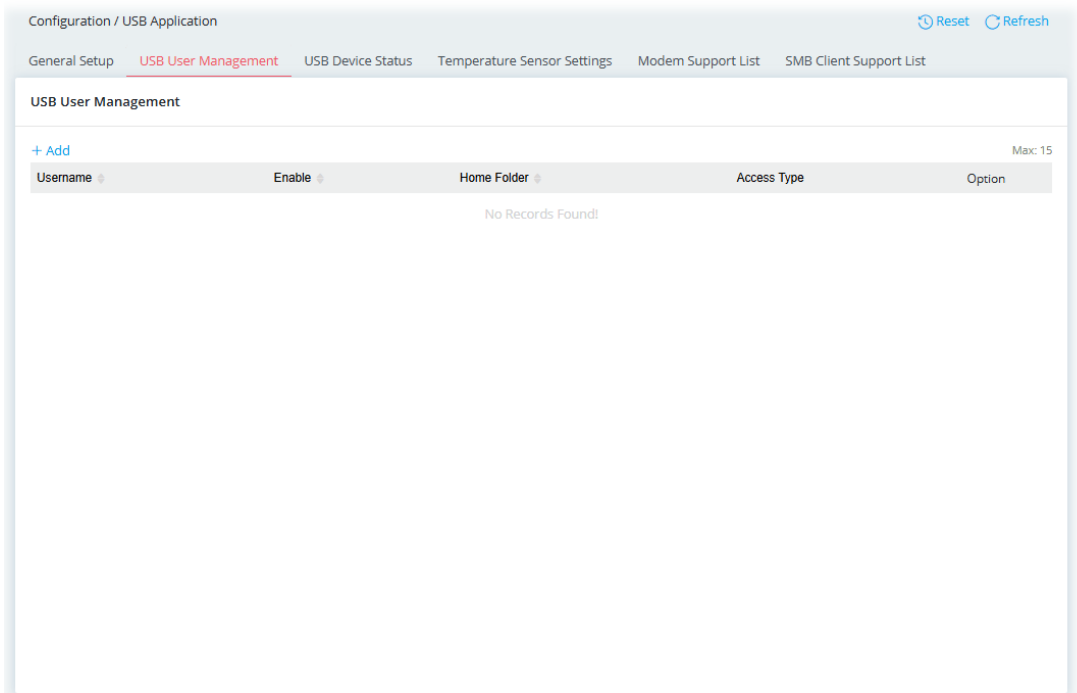 Configuration / USB Application Reset Refresh
General Setup USB User Management USB Device Status Temperature Sensor Settings Modem Support List SMB Client Support List
USB User Management
+ Add Max: 15
Username Enable Home Folder Access Type Option
No Records Found!